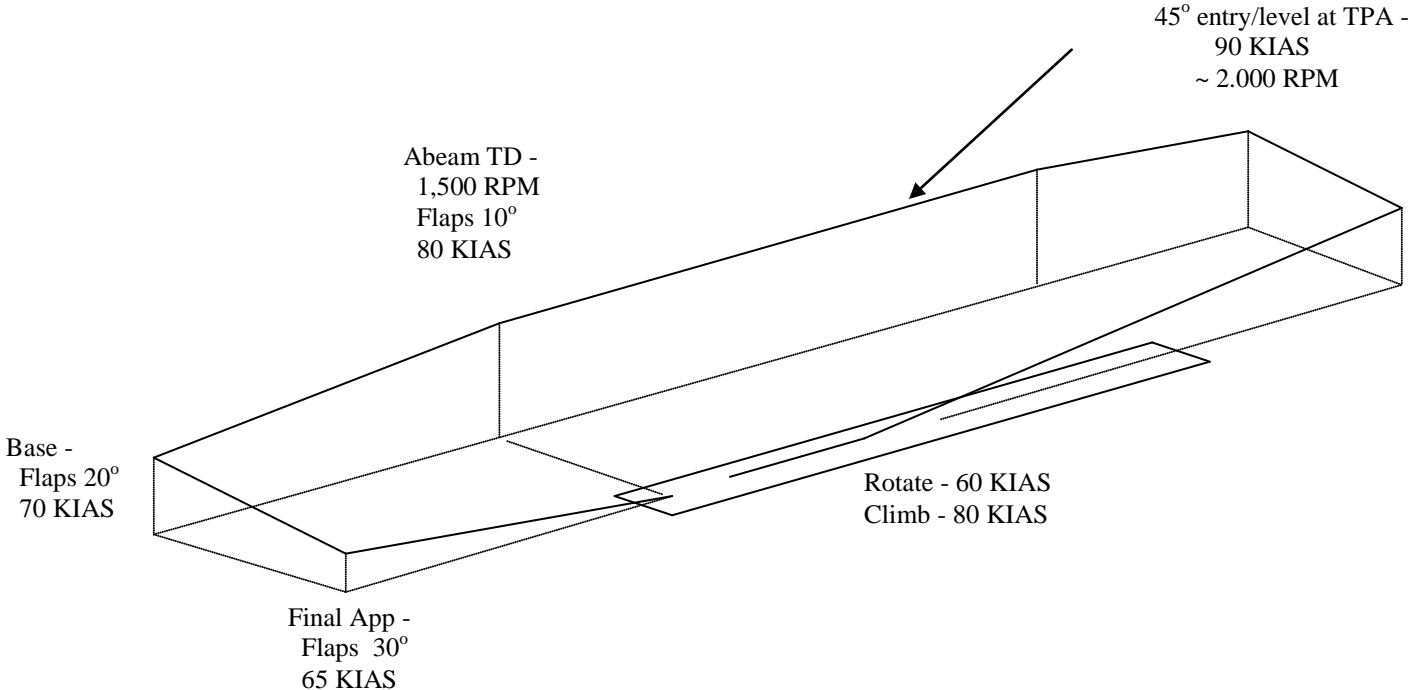 45° entry/level at TPA -
90 KIAS
~ 2.000 RPM
Abeam TD -
1,500 RPM
Flaps 10°
80 KIAS
Base -
Flaps 20°
70 KIAS
Rotate - 60 KIAS
Climb - 80 KIAS
Final App -
Flaps 30°
65 KIAS